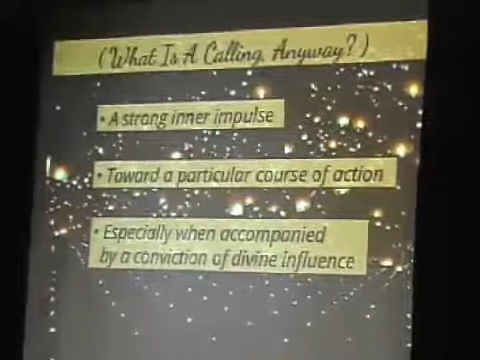 (What Is A Calling, Anyway?)
• A strong inner impulse
• Toward a particular course of action
• Especially when accompanied
by a conviction of divine influence